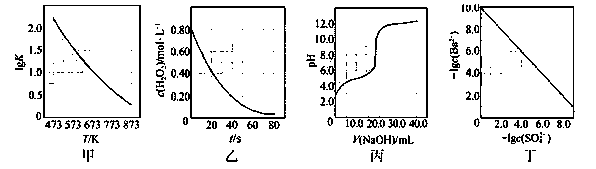 lgK
2.0
1.5
1.0
0.5
0
473 573 673 773 873
T/K
甲
c(H₂O₂)/mol·L⁻¹
0.80
0.60
0.40
0.20
0
20 40 60 80
t/s
乙
pH
12.0
10.0
8.0
6.0
4.0
2.0
0 10.0 20.0 30.0 40.0
V(NaOH)/mL
丙
-lgc(Ba²⁺)
10.0
8.0
6.0
4.0
2.0
0 2.0 4.0 6.0 8.0
-lgc(SO₄²⁻)
丁